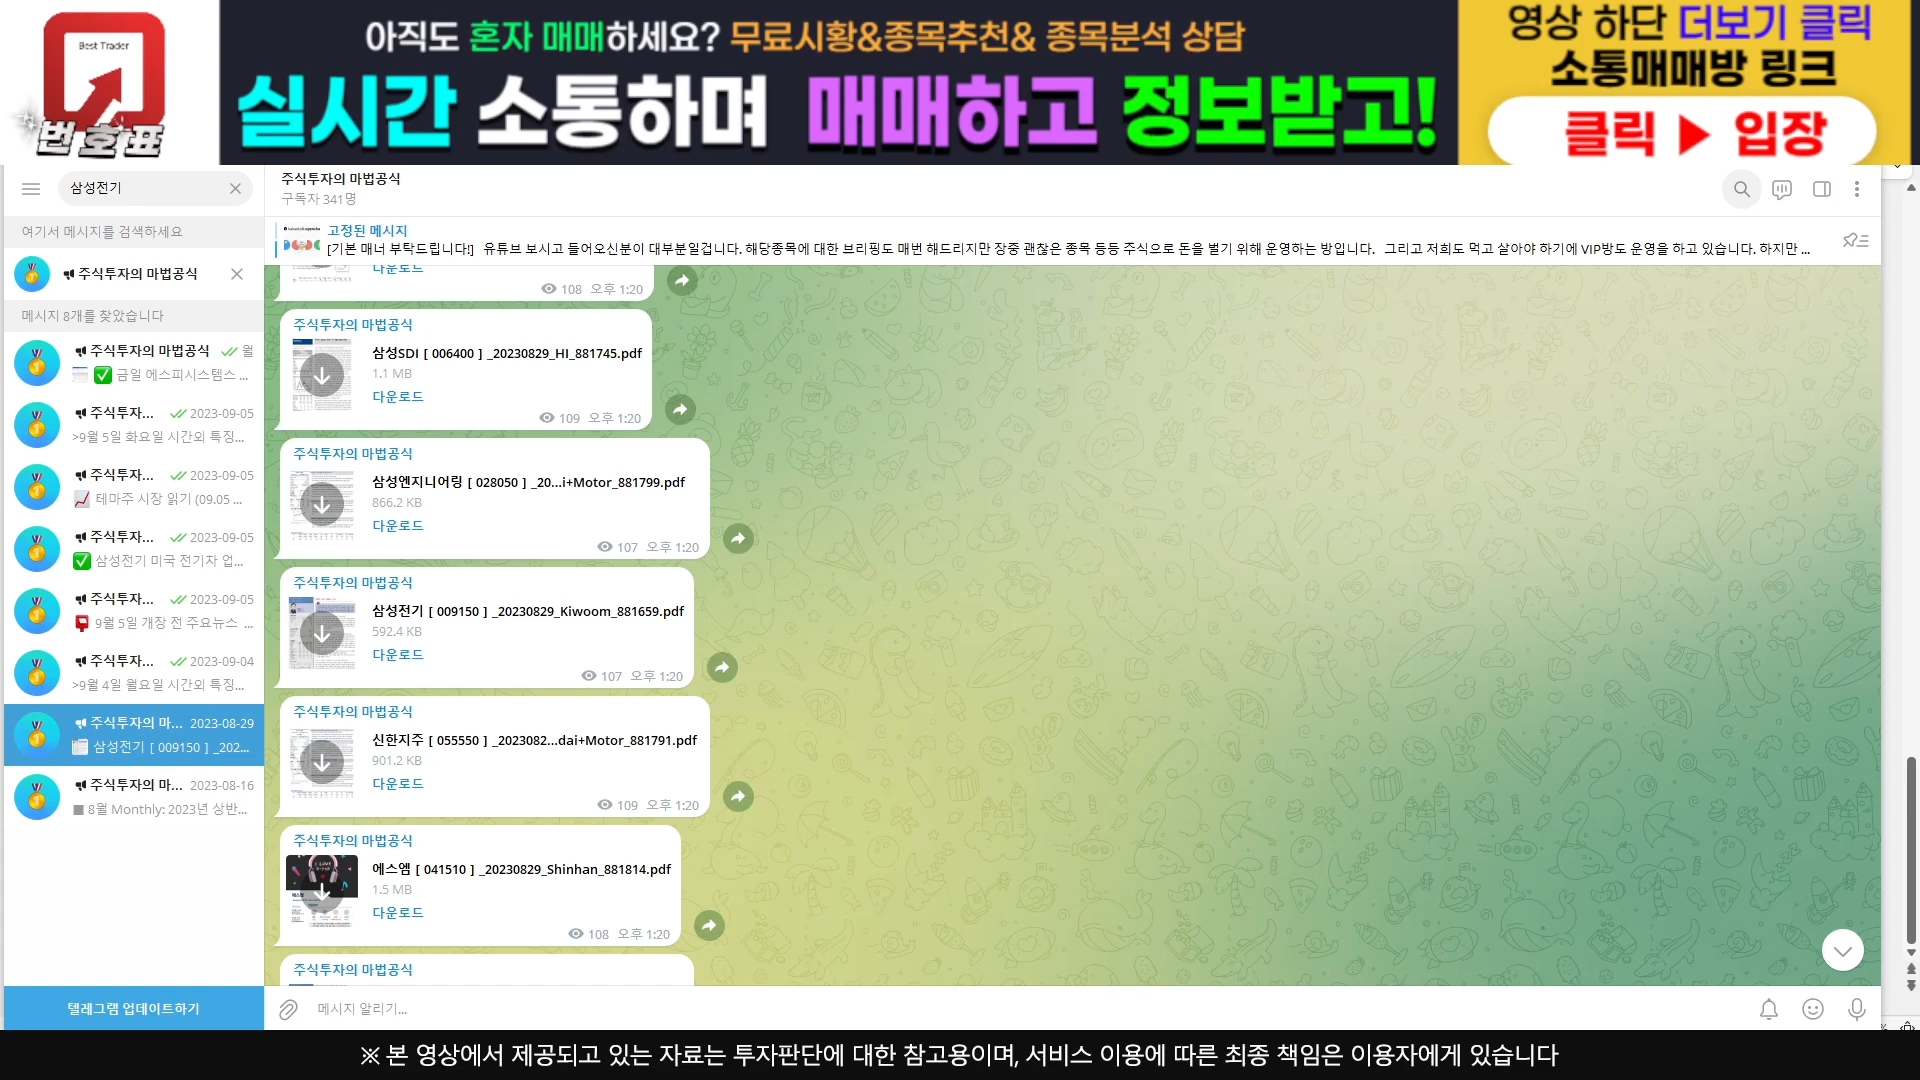 Best Trader
번호표
아직도 혼자 매매하세요? 무료시황&종목추천& 종목분석 상담
실시간 소통하며 매매하고 정보받고!
영상 하단 더보기 클릭
소통매매방 링크
클릭 ▶ 입장
삼성전기
주식투자의 마법공식
구독자 341명
여기서 메시지를 검색하세요
주식투자의 마법공식
메시지 8개를 찾았습니다
주식투자의 마법공식 월
✅ 금일 에스피시스템스 ...
주식투자... 2023-09-05
>9월 5일 화요일 시간외 특징...
주식투자... 2023-09-05
테마주 시장 읽기 (09.05 ...
주식투자... 2023-09-05
✅ 삼성전기 미국 전기차 업...
주식투자... 2023-09-05
9월 5일 개장 전 주요뉴스 ...
주식투자... 2023-09-04
>9월 4일 월요일 시간외 특징...
주식투자의 마... 2023-08-29
삼성전기 [ 009150 ] _202...
주식투자의 마... 2023-08-16
■ 8월 Monthly: 2023년 상반...
텔레그램 업데이트하기
고정된 메시지
[기본 매너 부탁드립니다!] 유튜브 보시고 들어오신분이 대부분일겁니다. 해당종목에 대한 브리핑도 매번 해드리지만 장중 괜찮은 종목 등등 주식으로 돈을 벌기 위해 운영하는 방입니다. 그리고 저희도 먹고 살아야 하기에 VIP방도 운영을 하고 있습니다. 하지만 ...
다운로드
108 오후 1:20
주식투자의 마법공식
삼성SDI [ 006400 ] _20230829_HI_881745.pdf
1.1 MB
다운로드
109 오후 1:20
주식투자의 마법공식
삼성엔지니어링 [ 028050 ] _20...i+Motor_881799.pdf
866.2 KB
다운로드
107 오후 1:20
주식투자의 마법공식
삼성전기 [ 009150 ] _20230829_Kiwoom_881659.pdf
592.4 KB
다운로드
107 오후 1:20
주식투자의 마법공식
신한지주 [ 055550 ] _2023082...dai+Motor_881791.pdf
901.2 KB
다운로드
109 오후 1:20
주식투자의 마법공식
에스엠 [ 041510 ] _20230829_Shinhan_881814.pdf
1.5 MB
다운로드
108 오후 1:20
주식투자의 마법공식
메시지 알리기...
※ 본 영상에서 제공되고 있는 자료는 투자판단에 대한 참고용이며, 서비스 이용에 따른 최종 책임은 이용자에게 있습니다